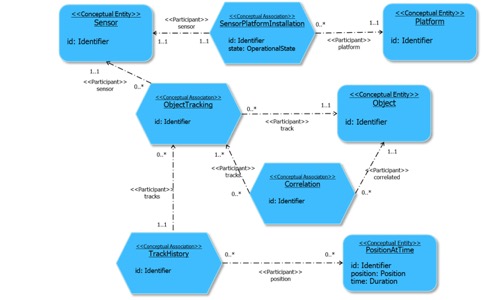 <<Conceptual Entity>>
Sensor
id: Identifier
<<Participant>>
sensor
1..1
1..1
<<Conceptual Association>>
SensorPlatformInstallation
id: Identifier
state: OperationalState
0..*
1..1
<<Participant>>
platform
<<Conceptual Entity>>
Platform
id: Identifier
1..1
<<Participant>>
sensor
0..*
<<Conceptual Association>>
ObjectTracking
id: Identifier
0..*
1..1
<<Participant>>
track
<<Conceptual Entity>>
Object
id: Identifier
0..*
1..*
1..1
<<Participant>>
tracks
<<Participant>>
correlated
<<Participant>>
tracks
0..*
0..*
<<Conceptual Association>>
Correlation
id: Identifier
1..1
<<Conceptual Association>>
TrackHistory
id: Identifier
0..*
0..*
<<Participant>>
position
<<Conceptual Entity>>
PositionAtTime
id: Identifier
position: Position
time: Duration